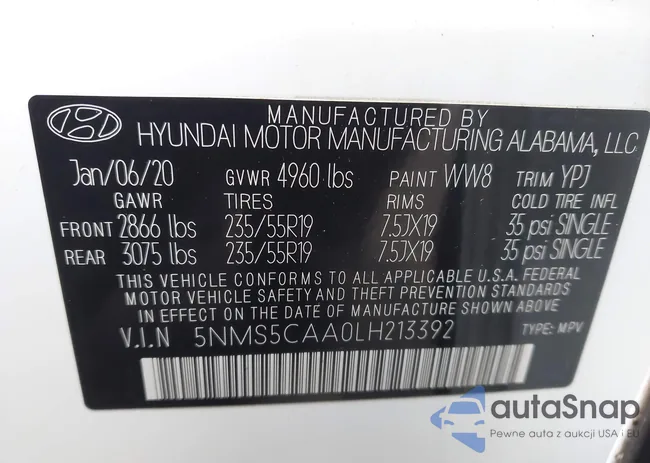 MANUFACTURED BY
HYUNDAI MOTOR MANUFACTURING ALABAMA, LLC
Jan/06/20 GVWR 4960 lbs PAINT WW8 TRIM YPJ
GAWR TIRES RIMS COLD TIRE INFL
FRONT 2866 lbs 235/55R19 7.5JX19 35 psi SINGLE
REAR 3075 lbs 235/55R19 7.5JX19 35 psi SINGLE
THIS VEHICLE CONFORMS TO ALL APPLICABLE U.S.A. FEDERAL
MOTOR VEHICLE SAFETY AND THEFT PREVENTION STANDARDS
IN EFFECT ON THE DATE OF MANUFACTURE SHOWN ABOVE
V.I.N 5NMS5CAA0LH213392 TYPE: MPV
autaSnap
Pewne auta z aukcji USA i EU